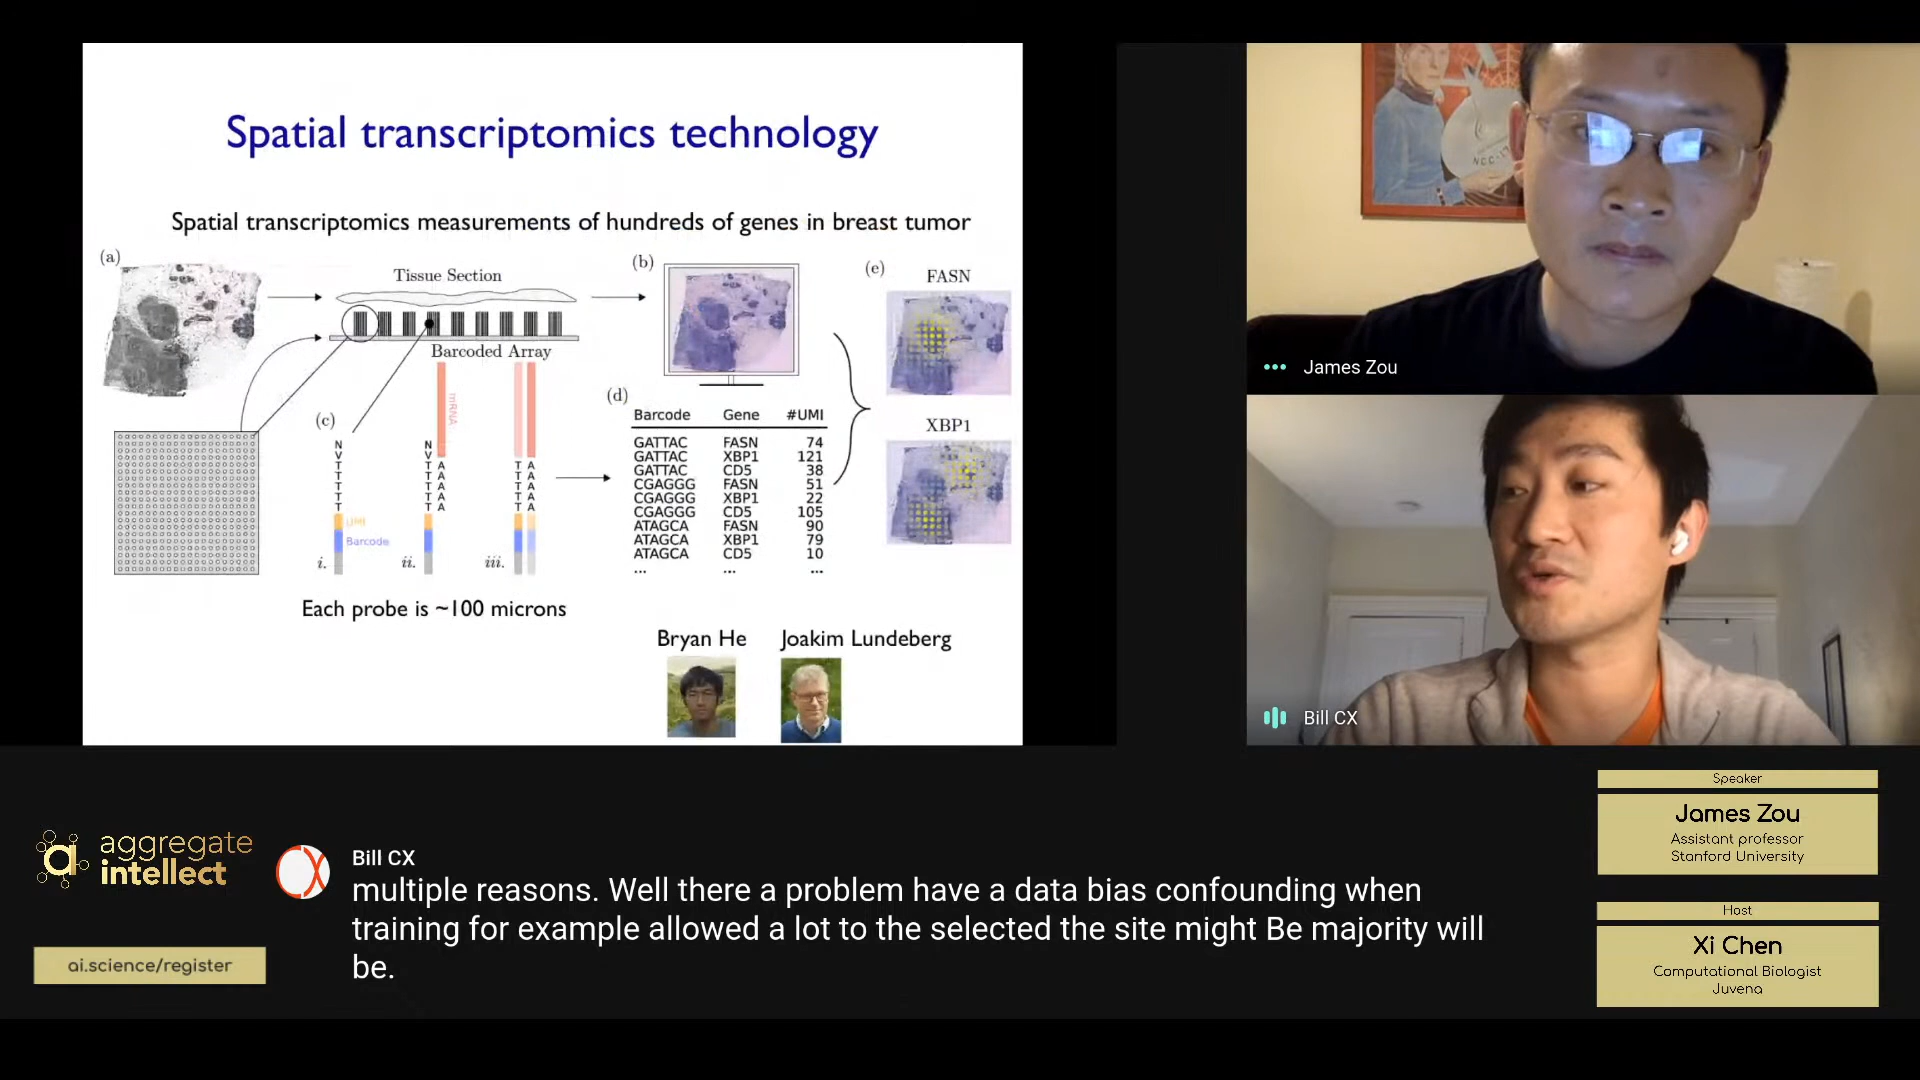 Spatial transcriptomics technology
Spatial transcriptomics measurements of hundreds of genes in breast tumor
(a)
Tissue Section
Barcoded Array
(b)
(c)
mRNA
N V T T T T T
N V T T T T T
A A A A
T T T T
A A A A
UMI
Barcode
i.
ii.
iii.
(d)
Barcode Gene #UMI
GATTAC FASN 74
GATTAC XBP1 121
GATTAC CD5 38
CGAGGG FASN 51
CGAGGG XBP1 22
CGAGGG CD5 105
ATAGCA FASN 90
ATAGCA XBP1 79
ATAGCA CD5 10
... ... ...
(e)
FASN
XBP1
Each probe is ~100 microns
Bryan He Joakim Lundeberg
NCC-17
James Zou
Bill CX
aggregate
intellect
ai.science/register
Bill CX
multiple reasons. Well there a problem have a data bias confounding when
training for example allowed a lot to the selected the site might Be majority will
be.
Speaker
James Zou
Assistant professor
Stanford University
Host
Xi Chen
Computational Biologist
Juvena